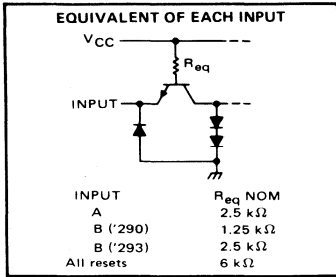 EQUIVALENT OF EACH INPUT
VCC
Req
INPUT
INPUT Req NOM
A 2.5 kΩ
B ('290) 1.25 kΩ
B ('293) 2.5 kΩ
All resets 6 kΩ